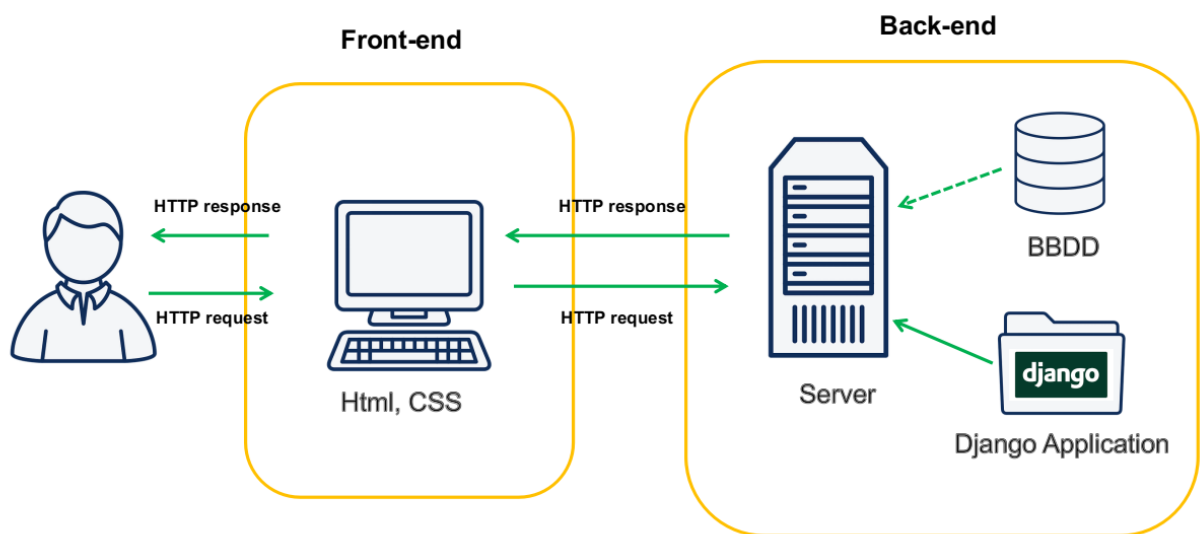 Front-end
Back-end
HTTP response
HTTP request
Html, CSS
HTTP response
HTTP request
Server
BBDD
django
Django Application